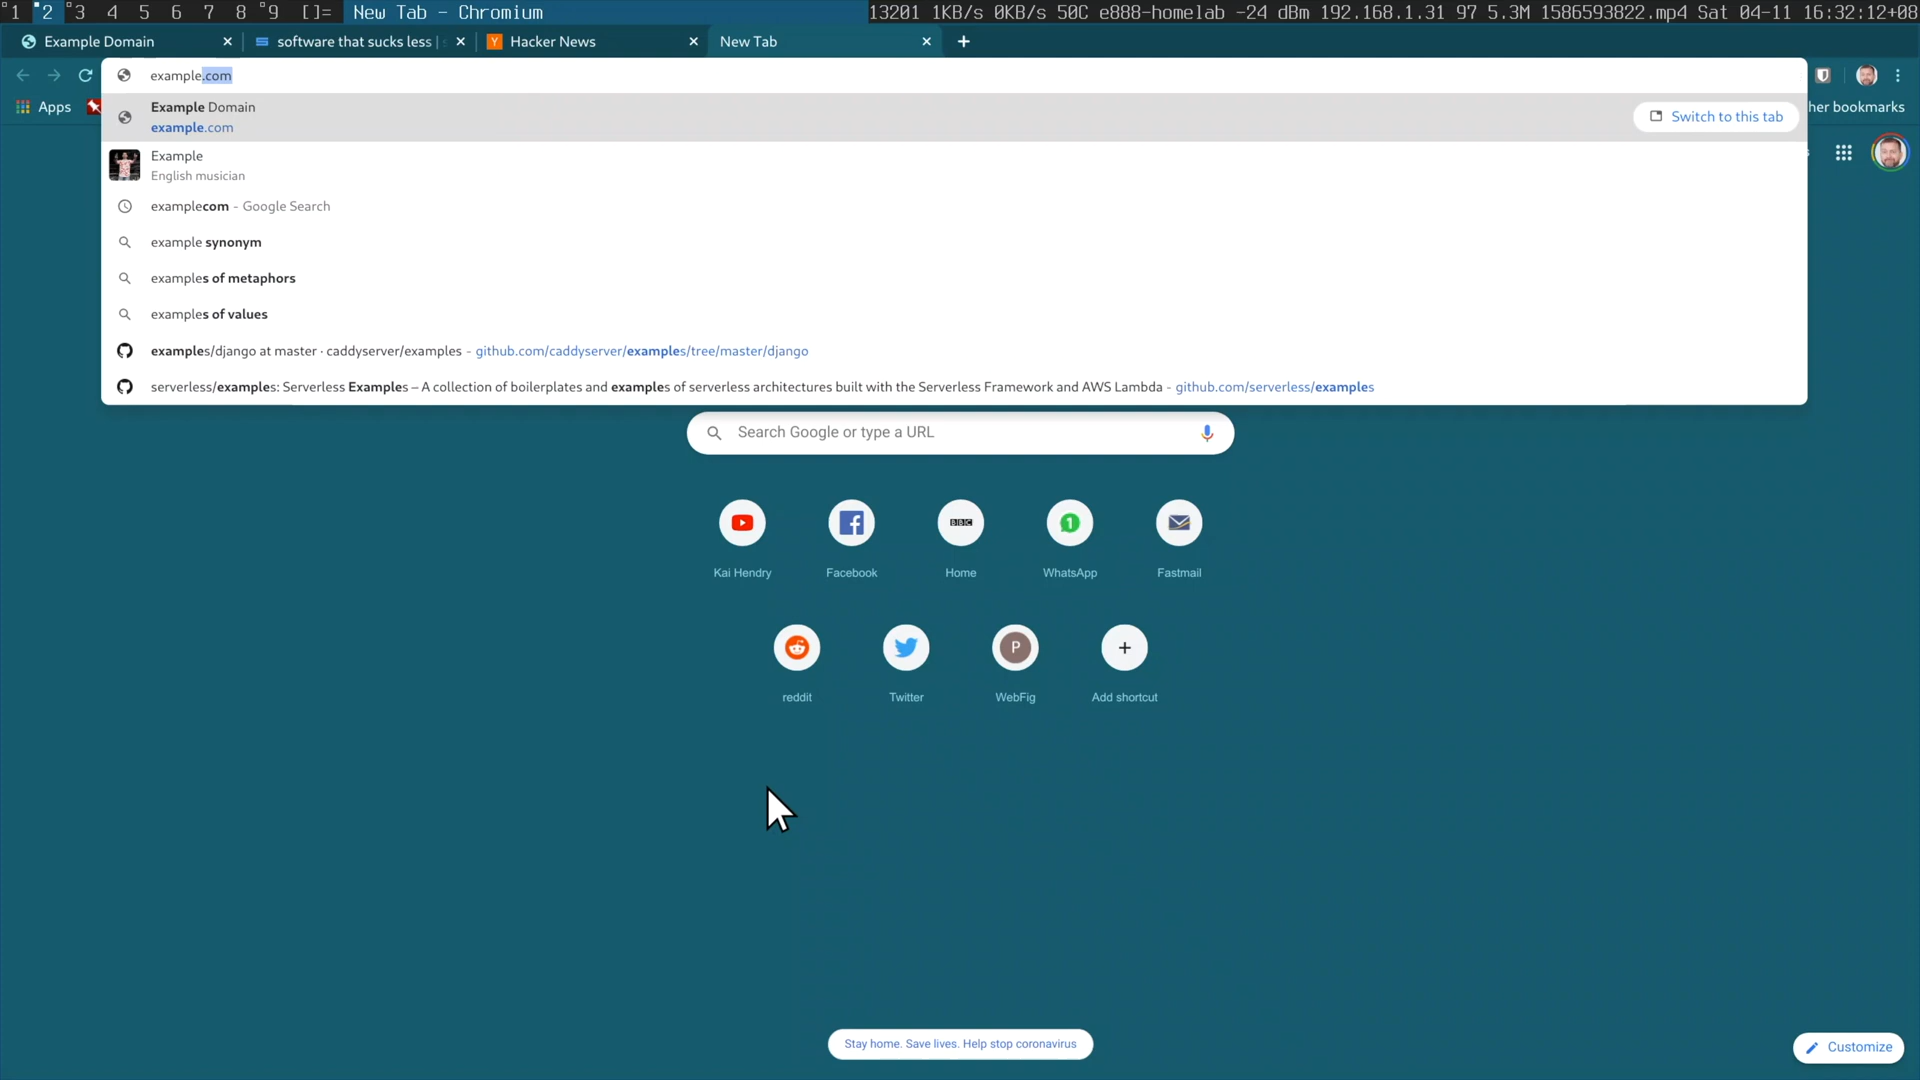 1 2 3 4 5 6 7 8 9 []= New Tab - Chromium 13201 1KB/s 0KB/s 50C e888-homelab -24 dBm 192.168.1.31 97 5.3M 1586593822.mp4 Sat 04-11 16:32:12+08
Example Domain software that sucks less | Hacker News New Tab
example.com
Apps her bookmarks
Example Domain
example.com
Switch to this tab
Example
English musician
examplecom - Google Search
example synonym
examples of metaphors
examples of values
examples/django at master · caddyserver/examples - github.com/caddyserver/examples/tree/master/django
serverless/examples: Serverless Examples – A collection of boilerplates and examples of serverless architectures built with the Serverless Framework and AWS Lambda - github.com/serverless/examples
Search Google or type a URL
BBC 1
Kai Hendry Facebook Home WhatsApp Fastmail
P
reddit Twitter WebFig Add shortcut
Stay home. Save lives. Help stop coronavirus
Customize